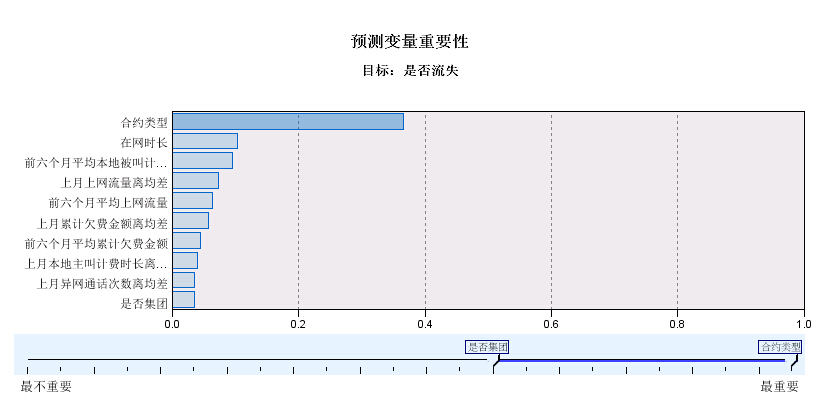 预测变量重要性
目标：是否流失
合约类型
在网时长
前六个月平均本地被叫计…
上月上网流量离均差
前六个月平均上网流量
上月累计欠费金额离均差
前六个月平均累计欠费金额
上月本地主叫计费时长离…
上月异网通话次数离均差
是否集团
0.0 0.2 0.4 0.6 0.8 1.0
是否集团 合约类型
最不重要 最重要